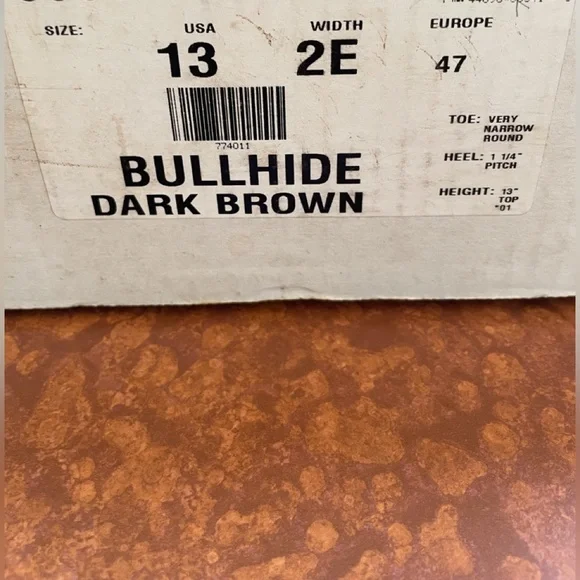 SIZE: USA WIDTH EUROPE
13 2E 47
774011
BULLHIDE
DARK BROWN
TOE: VERY
NARROW
ROUND
HEEL: 1 1/4"
PITCH
HEIGHT: 13"
TOP
"01